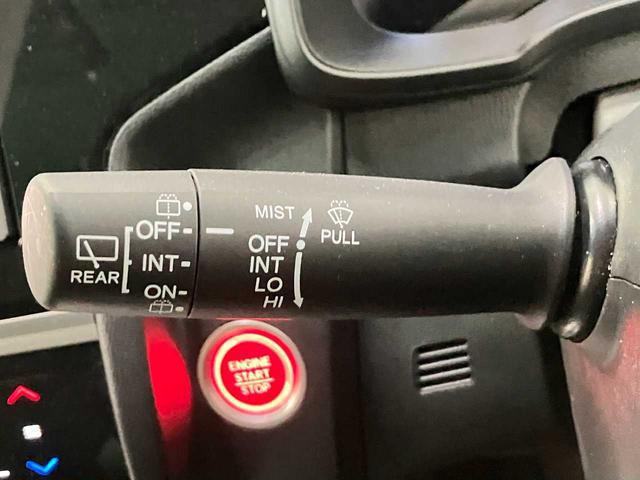 REAR
OFF
INT
ON
MIST
OFF
INT
LO
HI
PULL
ENGINE
START
STOP